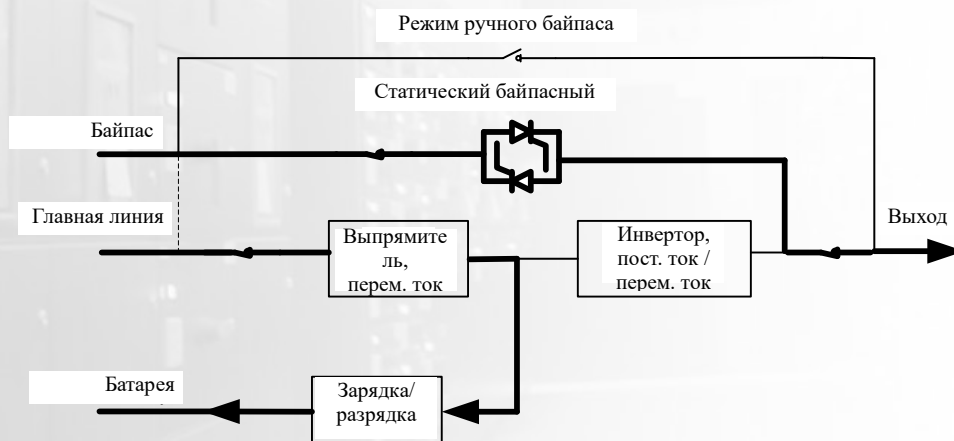 Режим ручного байпаса
Статический байпасный
Байпас
Главная линия
Выпрямите
ль,
перем. ток
Инвертор,
пост. ток /
перем. ток
Выход
Батарея
Зарядка/
разрядка